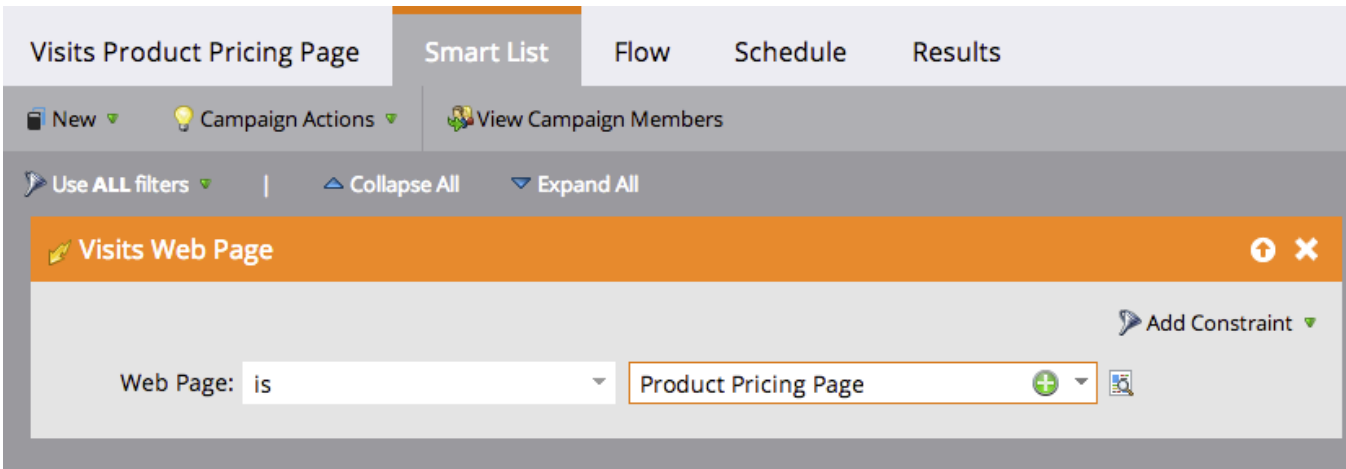 Visits Product Pricing Page Smart List Flow Schedule Results
New Campaign Actions View Campaign Members
Use ALL filters | Collapse All Expand All
Visits Web Page
Add Constraint
Web Page: is Product Pricing Page